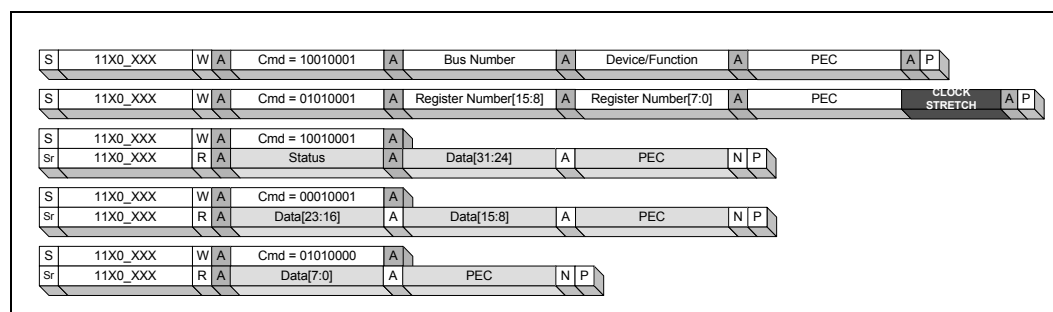 S 11X0_XXX W A Cmd = 10010001 A Bus Number A Device/Function A PEC A P
S 11X0_XXX W A Cmd = 01010001 A Register Number[15:8] A Register Number[7:0] A PEC CLOCK STRETCH A P
S 11X0_XXX W A Cmd = 10010001 A
Sr 11X0_XXX R A Status A Data[31:24] A PEC N P
S 11X0_XXX W A Cmd = 00010001 A
Sr 11X0_XXX R A Data[23:16] A Data[15:8] A PEC N P
S 11X0_XXX W A Cmd = 01010000 A
Sr 11X0_XXX R A Data[7:0] A PEC N P